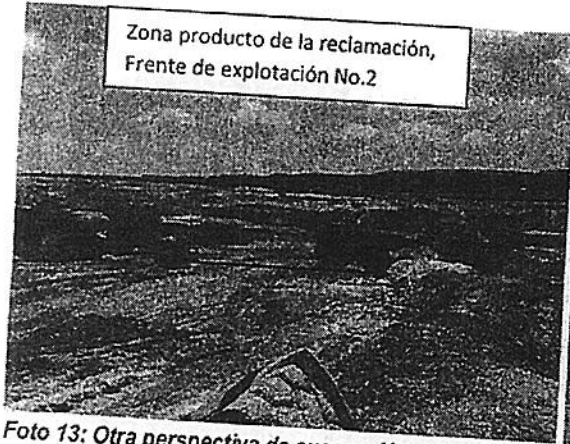 Zona producto de la reclamación,
Frente de explotación No.2
Foto 13: Otra perspectiva de